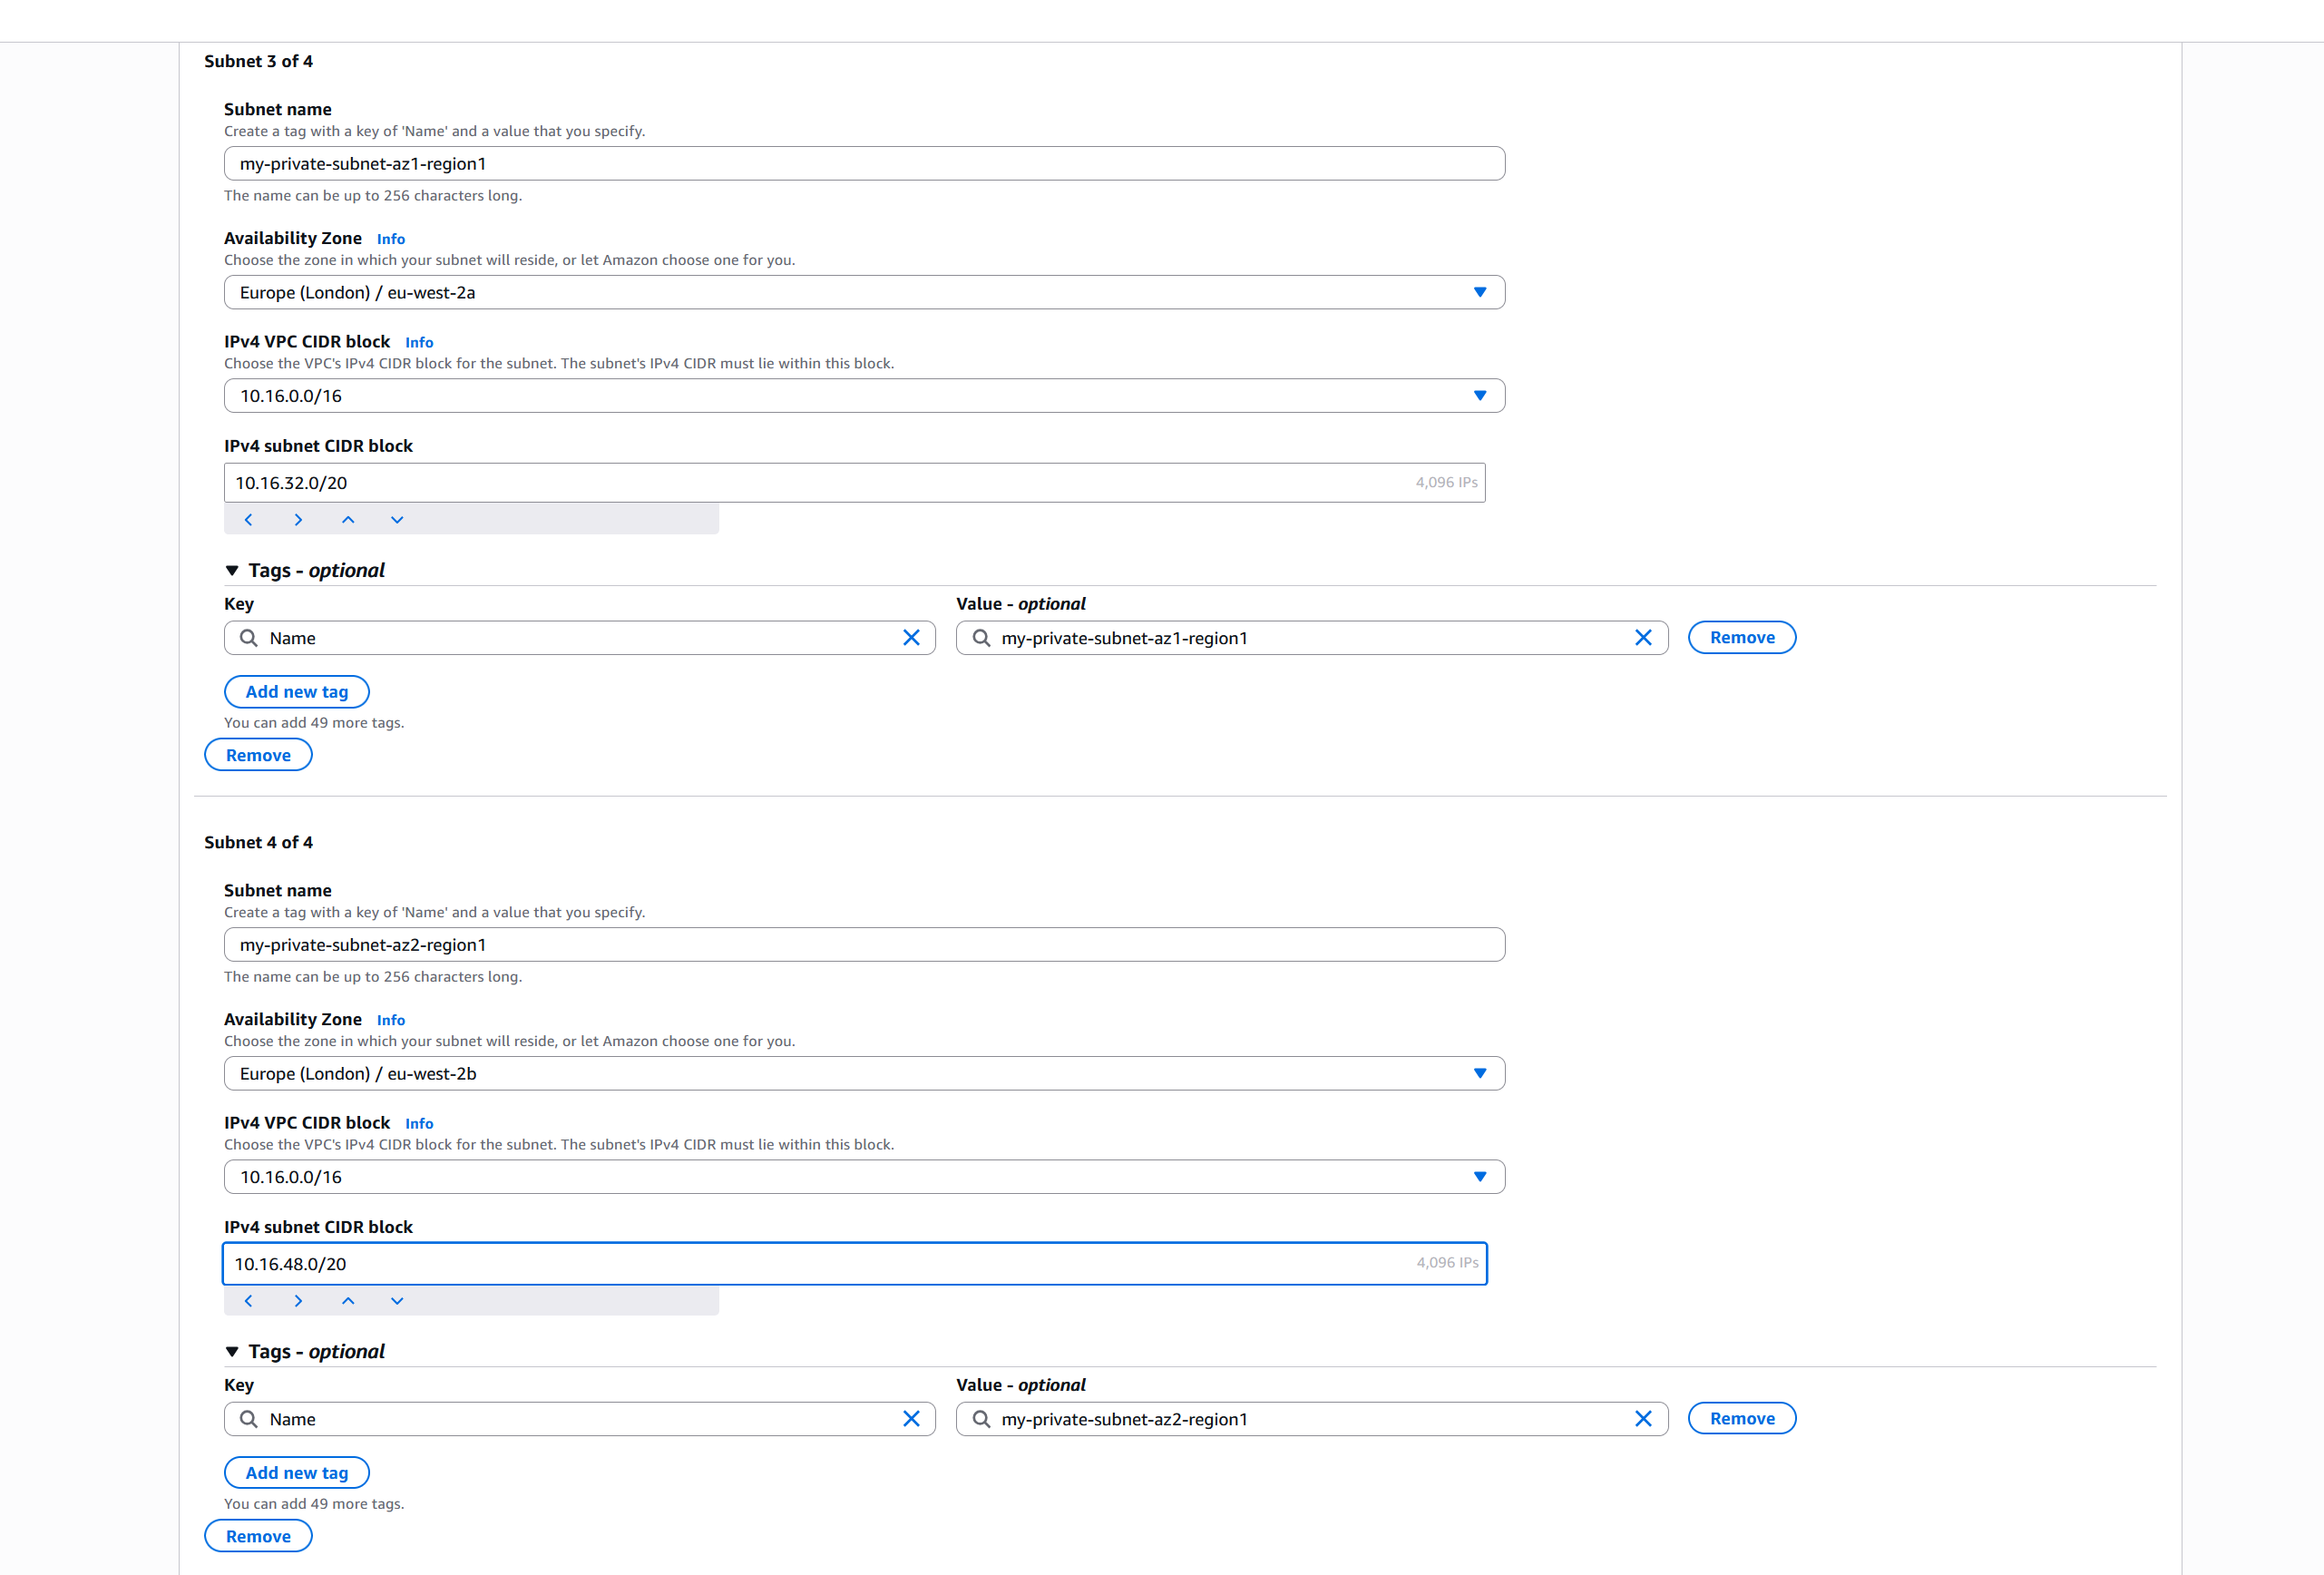 Subnet 3 of 4
Subnet name
Create a tag with a key of 'Name' and a value that you specify.
my-private-subnet-az1-region1
The name can be up to 256 characters long.
Availability Zone Info
Choose the zone in which your subnet will reside, or let Amazon choose one for you.
Europe (London) / eu-west-2a
IPv4 VPC CIDR block Info
Choose the VPC's IPv4 CIDR block for the subnet. The subnet's IPv4 CIDR must lie within this block.
10.16.0.0/16
IPv4 subnet CIDR block
10.16.32.0/20 4,096 IPs
Tags - optional
Key Value - optional
Name my-private-subnet-az1-region1 Remove
Add new tag
You can add 49 more tags.
Remove
Subnet 4 of 4
Subnet name
Create a tag with a key of 'Name' and a value that you specify.
my-private-subnet-az2-region1
The name can be up to 256 characters long.
Availability Zone Info
Choose the zone in which your subnet will reside, or let Amazon choose one for you.
Europe (London) / eu-west-2b
IPv4 VPC CIDR block Info
Choose the VPC's IPv4 CIDR block for the subnet. The subnet's IPv4 CIDR must lie within this block.
10.16.0.0/16
IPv4 subnet CIDR block
10.16.48.0/20 4,096 IPs
Tags - optional
Key Value - optional
Name my-private-subnet-az2-region1 Remove
Add new tag
You can add 49 more tags.
Remove